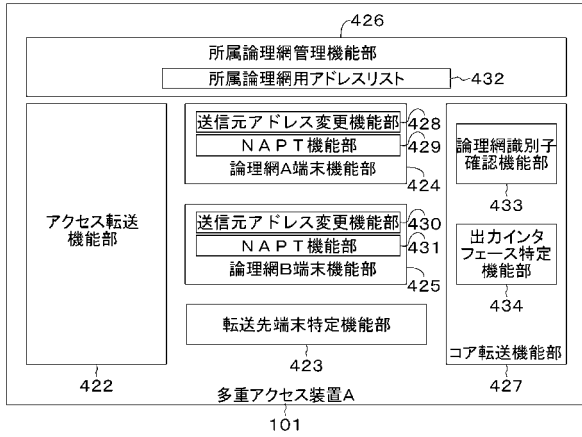 426
所属論理網管理機能部
所属論理網用アドレスリスト
432
アクセス転送
機能部
422
送信元アドレス変更機能部
428
NAPT機能部
429
論理網A端末機能部
424
送信元アドレス変更機能部
430
NAPT機能部
431
論理網B端末機能部
425
転送先端末特定機能部
423
論理網識別子
確認機能部
433
出力インタ
フェース特定
機能部
434
コア転送機能部
427
多重アクセス装置A
101